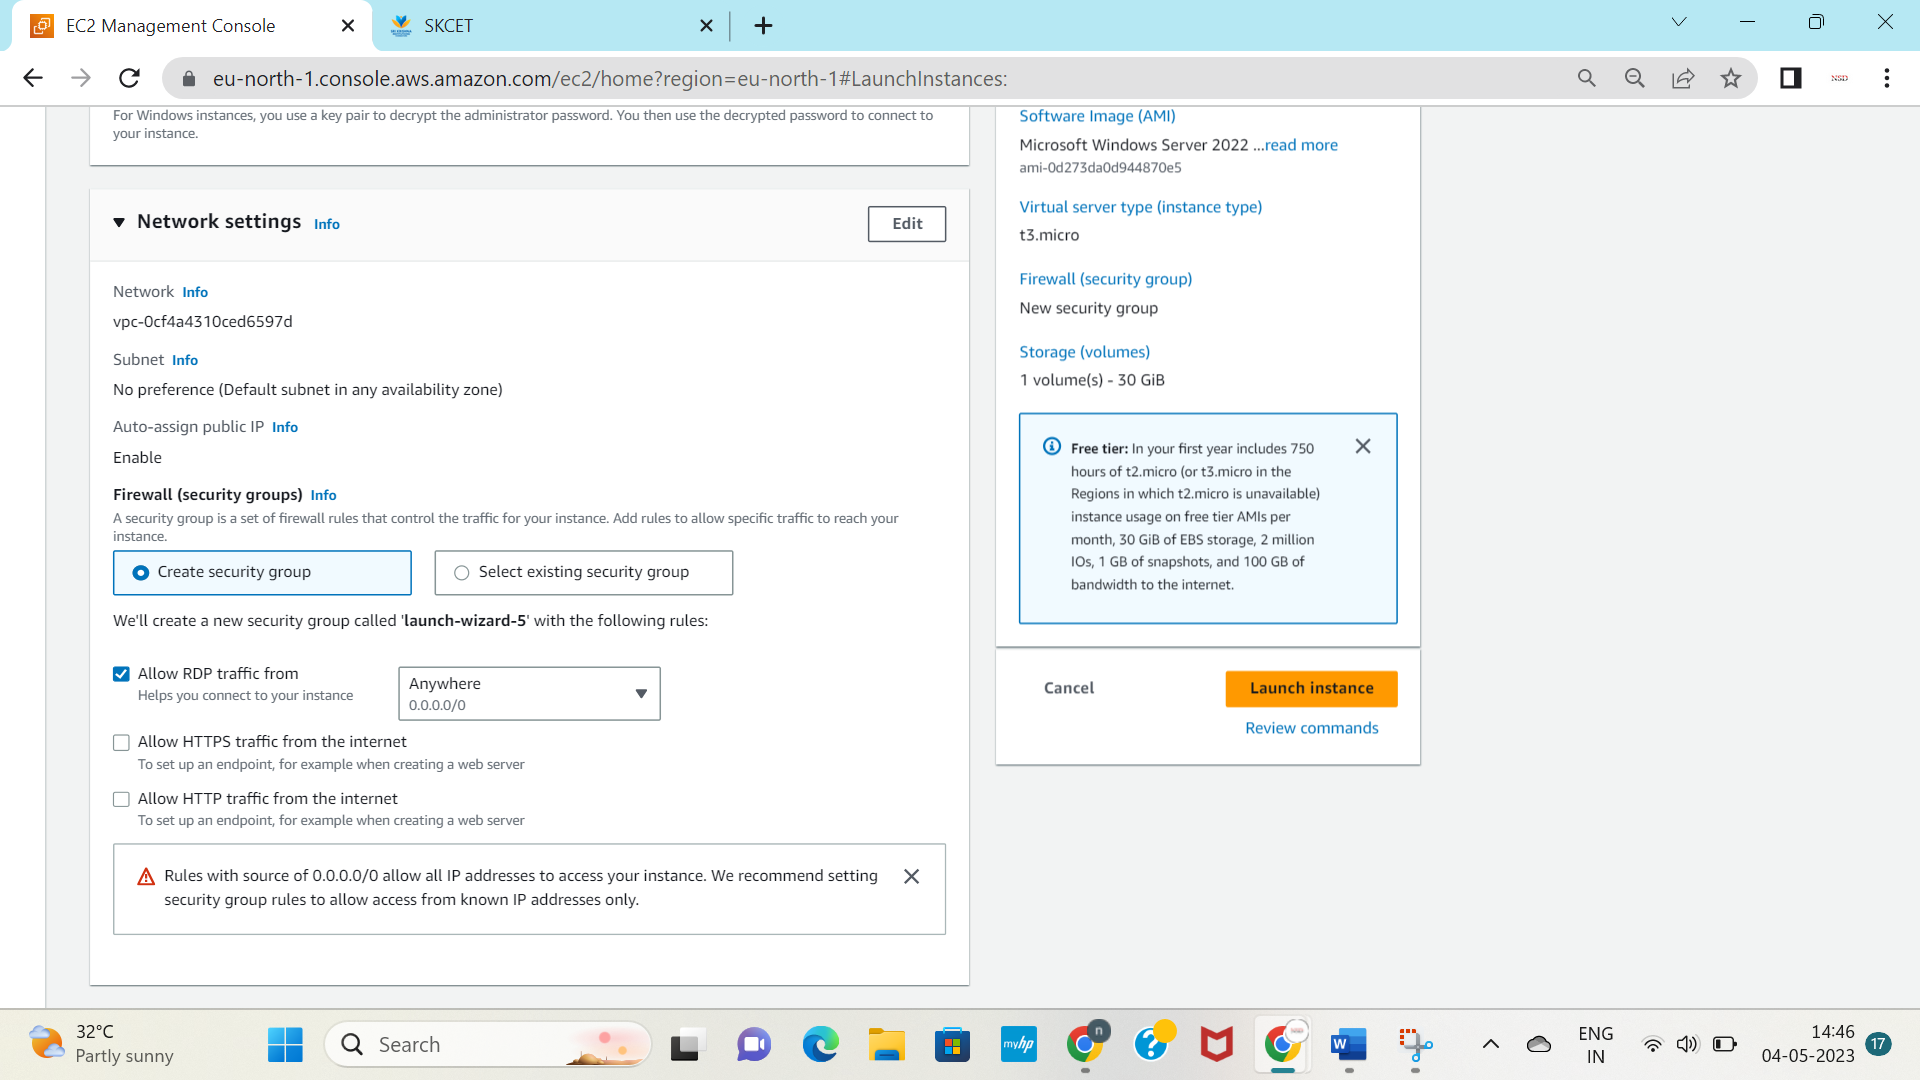 EC2 Management Console
SKCET
eu-north-1.console.aws.amazon.com/ec2/home?region=eu-north-1#LaunchInstances:
NSD
For Windows instances, you use a key pair to decrypt the administrator password. You then use the decrypted password to connect to
your instance.
Network settings Info
Edit
Network Info
vpc-0cf4a4310ced6597d
Subnet Info
No preference (Default subnet in any availability zone)
Auto-assign public IP Info
Enable
Firewall (security groups) Info
A security group is a set of firewall rules that control the traffic for your instance. Add rules to allow specific traffic to reach your
instance.
Create security group
Select existing security group
We'll create a new security group called 'launch-wizard-5' with the following rules:
Allow RDP traffic from
Helps you connect to your instance
Anywhere
0.0.0.0/0
Allow HTTPS traffic from the internet
To set up an endpoint, for example when creating a web server
Allow HTTP traffic from the internet
To set up an endpoint, for example when creating a web server
Rules with source of 0.0.0.0/0 allow all IP addresses to access your instance. We recommend setting
security group rules to allow access from known IP addresses only.
Software Image (AMI)
Microsoft Windows Server 2022 ...read more
ami-0d273da0d944870e5
Virtual server type (instance type)
t3.micro
Firewall (security group)
New security group
Storage (volumes)
1 volume(s) - 30 GiB
Free tier: In your first year includes 750
hours of t2.micro (or t3.micro in the
Regions in which t2.micro is unavailable)
instance usage on free tier AMIs per
month, 30 GiB of EBS storage, 2 million
IOs, 1 GB of snapshots, and 100 GB of
bandwidth to the internet.
Cancel
Launch instance
Review commands
32°C
Partly sunny
Search
myhp
n
W
ENG
IN
14:46
04-05-2023
17